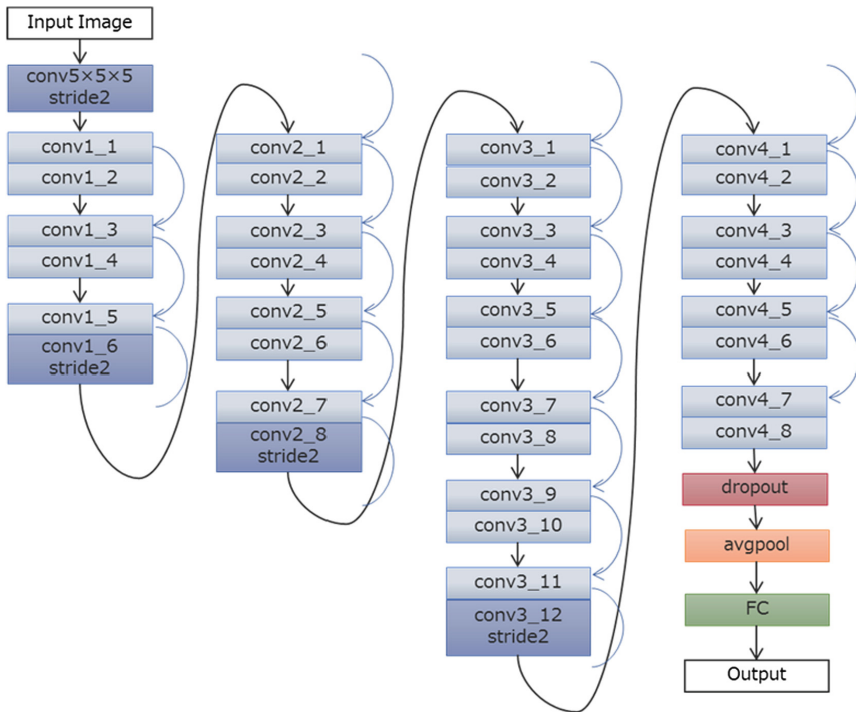 Input Image
conv5×5×5
stride2
conv1_1
conv1_2
conv1_3
conv1_4
conv1_5
conv1_6
stride2
conv2_1
conv2_2
conv2_3
conv2_4
conv2_5
conv2_6
conv2_7
conv2_8
stride2
conv3_1
conv3_2
conv3_3
conv3_4
conv3_5
conv3_6
conv3_7
conv3_8
conv3_9
conv3_10
conv3_11
conv3_12
stride2
conv4_1
conv4_2
conv4_3
conv4_4
conv4_5
conv4_6
conv4_7
conv4_8
dropout
avgpool
FC
Output